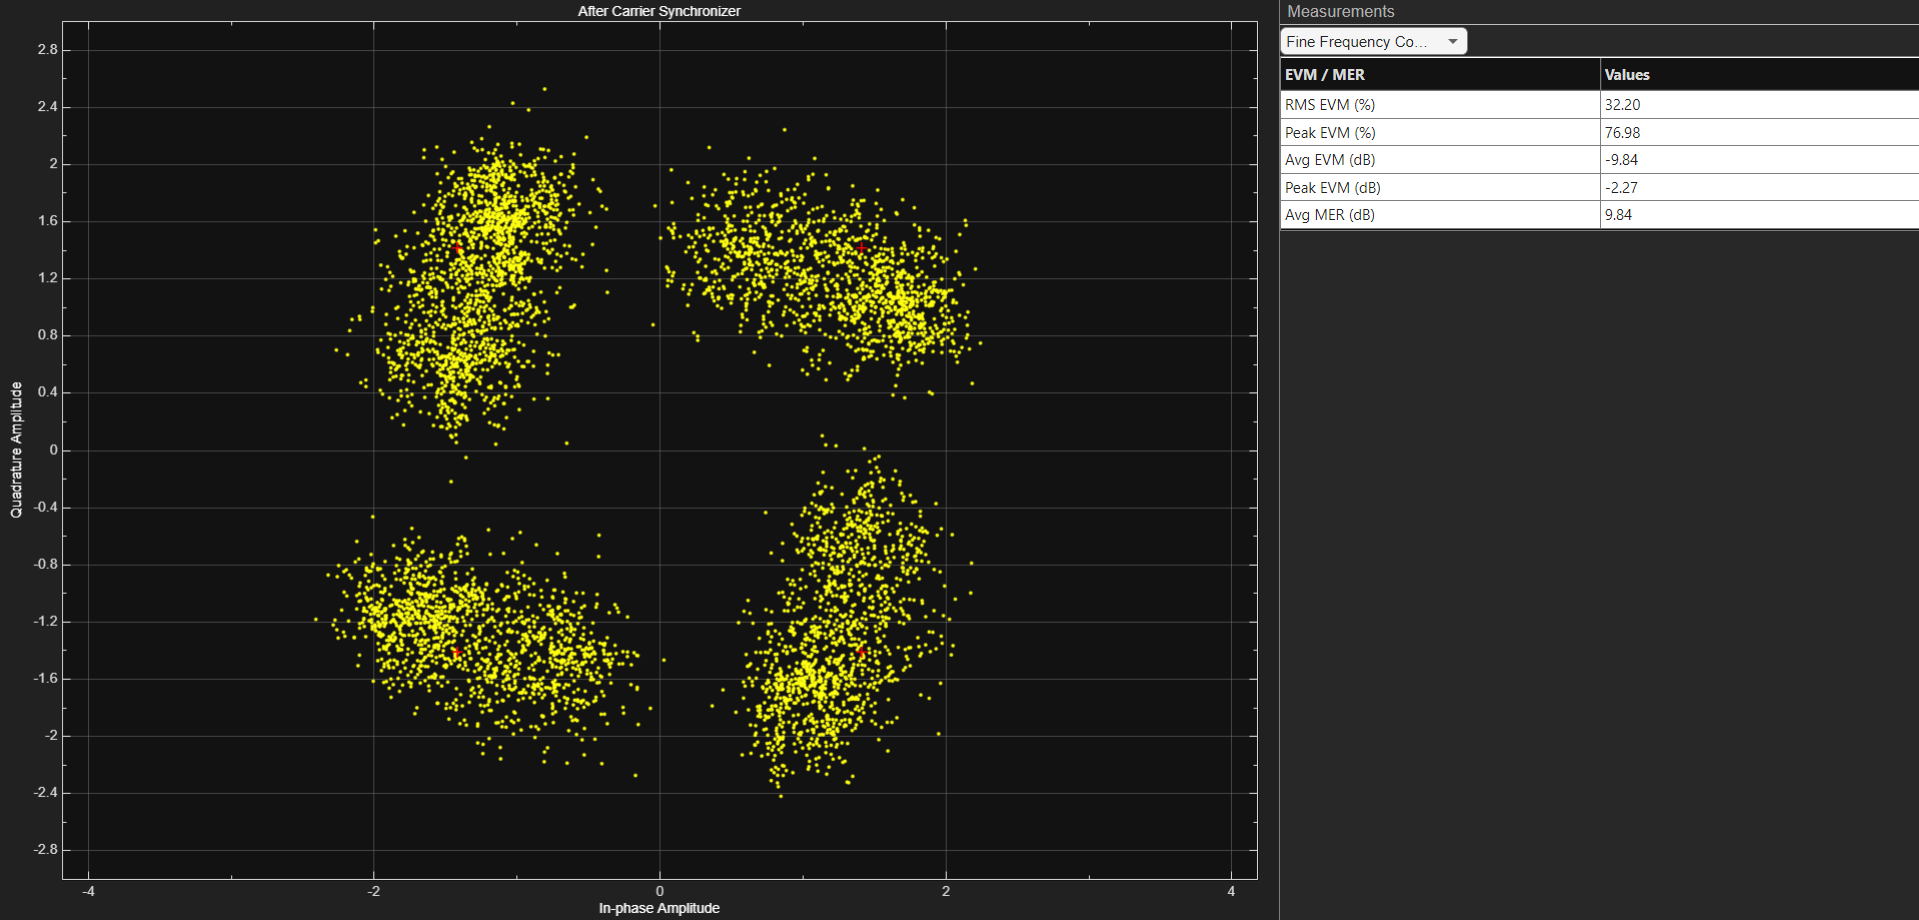 After Carrier Synchronizer
2.8
2.4
2
1.6
1.2
0.8
0.4
0
-0.4
-0.8
-1.2
-1.6
-2
-2.4
-2.8
Quadrature Amplitude
-4 -2 0 2 4
In-phase Amplitude
Measurements
Fine Frequency Co...
EVM / MER Values
RMS EVM (%) 32.20
Peak EVM (%) 76.98
Avg EVM (dB) -9.84
Peak EVM (dB) -2.27
Avg MER (dB) 9.84